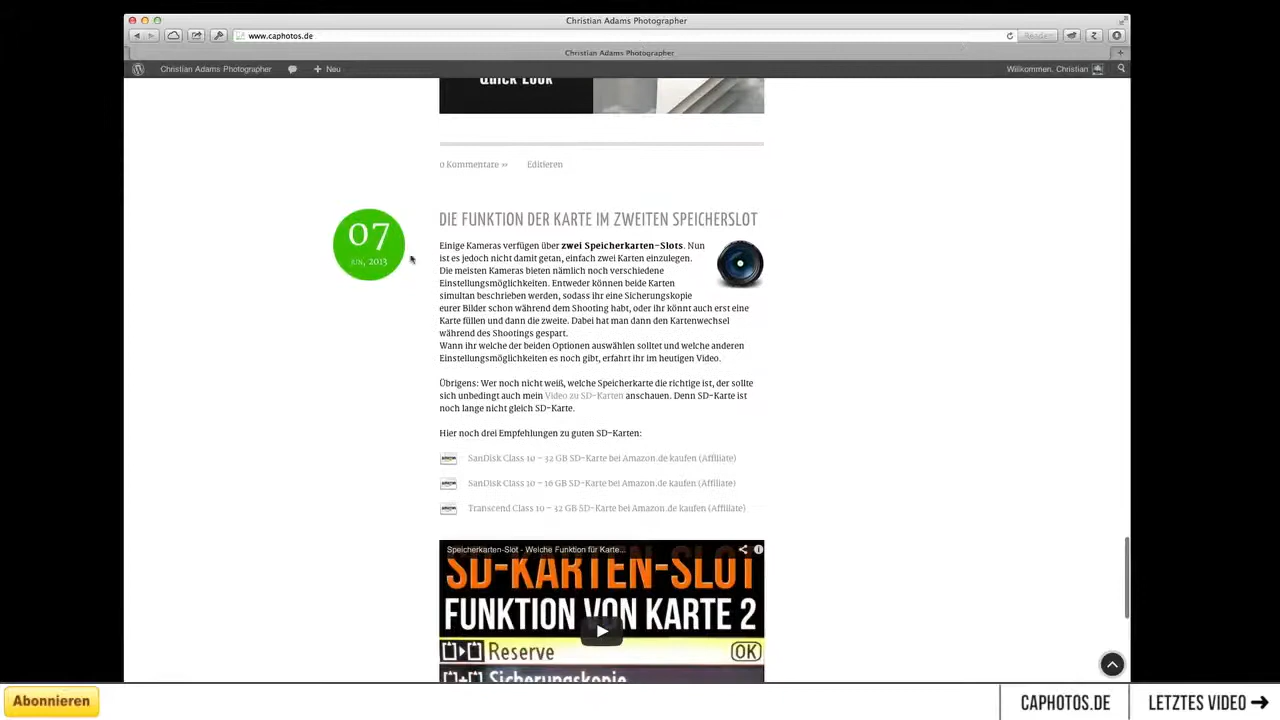 Christian Adams Photographer
www.caphotos.de
Reader
Christian Adams Photographer
Christian Adams Photographer
Neu
Willkommen, Christian
QUICK LOOK
0 Kommentare »
Editieren
07
JUN, 2013
DIE FUNKTION DER KARTE IM ZWEITEN SPEICHERSLOT
Einige Kameras verfügen über zwei Speicherkarten-Slots. Nun
ist es jedoch nicht damit getan, einfach zwei Karten einzulegen.
Die meisten Kameras bieten nämlich noch verschiedene
Einstellungsmöglichkeiten. Entweder können beide Karten
simultan beschrieben werden, sodass ihr eine Sicherungskopie
eurer Bilder schon während dem Shooting habt, oder ihr könnt auch erst eine
Karte füllen und dann die zweite. Dabei hat man dann den Kartenwechsel
während des Shootings gespart.
Wann ihr welche der beiden Optionen auswählen solltet und welche anderen
Einstellungsmöglichkeiten es noch gibt, erfahrt ihr im heutigen Video.
Übrigens: Wer noch nicht weiß, welche Speicherkarte die richtige ist, der sollte
sich unbedingt auch mein Video zu SD-Karten anschauen. Denn SD-Karte ist
noch lange nicht gleich SD-Karte.
Hier noch drei Empfehlungen zu guten SD-Karten:
SanDisk Class 10 – 32 GB SD-Karte bei Amazon.de kaufen (Affiliate)
SanDisk Class 10 – 16 GB SD-Karte bei Amazon.de kaufen (Affiliate)
Transcend Class 10 – 32 GB SD-Karte bei Amazon.de kaufen (Affiliate)
Speicherkarten-Slot - Welche Funktion für Karte...
SD-KARTEN-SLOT
FUNKTION VON KARTE 2
Reserve
OK
Sicherungskopie
Abonnieren
CAPHOTOS.DE
LETZTES VIDEO